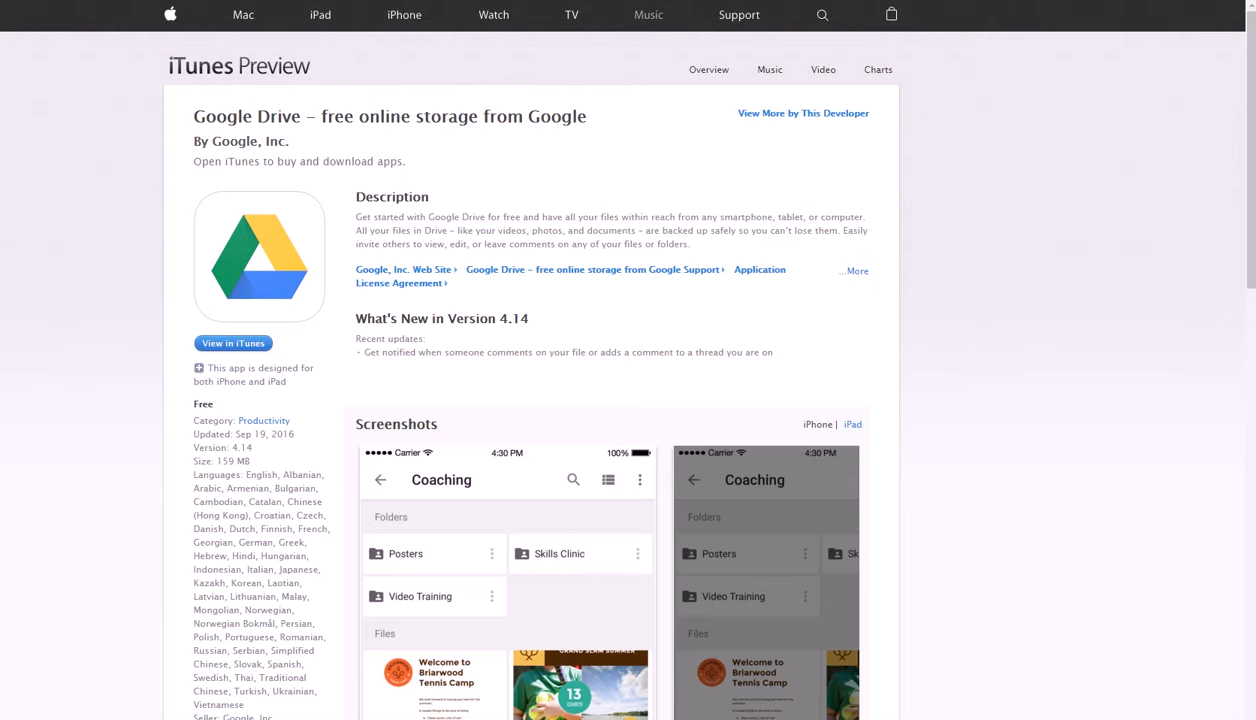 Mac iPad iPhone Watch TV Music Support
iTunes Preview
Overview Music Video Charts
Google Drive – free online storage from Google
View More by This Developer
By Google, Inc.
Open iTunes to buy and download apps.
Description
Get started with Google Drive for free and have all your files within reach from any smartphone, tablet, or computer.
All your files in Drive – like your videos, photos, and documents – are backed up safely so you can’t lose them. Easily
invite others to view, edit, or leave comments on any of your files or folders.
Google, Inc. Web Site Google Drive – free online storage from Google Support Application
License Agreement
...More
What's New in Version 4.14
Recent updates:
· Get notified when someone comments on your file or adds a comment to a thread you are on
View in iTunes
This app is designed for
both iPhone and iPad
Free
Category: Productivity
Updated: Sep 19, 2016
Version: 4.14
Size: 159 MB
Languages: English, Albanian,
Arabic, Armenian, Bulgarian,
Cambodian, Catalan, Chinese
(Hong Kong), Croatian, Czech,
Danish, Dutch, Finnish, French,
Georgian, German, Greek,
Hebrew, Hindi, Hungarian,
Indonesian, Italian, Japanese,
Kazakh, Korean, Laotian,
Latvian, Lithuanian, Malay,
Mongolian, Norwegian,
Norwegian Bokmål, Persian,
Polish, Portuguese, Romanian,
Russian, Serbian, Simplified
Chinese, Slovak, Spanish,
Swedish, Thai, Traditional
Chinese, Turkish, Ukrainian,
Vietnamese
Seller: Google, Inc.
Screenshots
iPhone | iPad
Carrier 4:30 PM 100%
Coaching
Folders
Posters Skills Clinic
Video Training
Files
Welcome to
Briarwood
Tennis Camp
GRAND SLAM SUMMER
13
COURTS
Carrier 4:30 PM
Coaching
Folders
Posters Sk
Video Training
Files
Welcome to
Briarwood
Tennis Camp